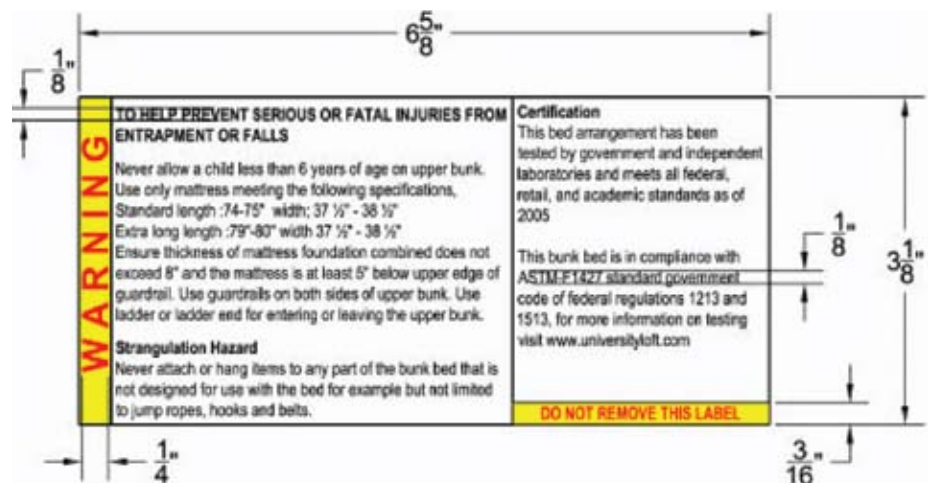 6 5/8"
1/8"
WARNING
TO HELP PREVENT SERIOUS OR FATAL INJURIES FROM
ENTRAPMENT OR FALLS
Never allow a child less than 6 years of age on upper bunk.
Use only mattress meeting the following specifications,
Standard length :74-75" width; 37 ½" - 38 ½"
Extra long length :79"-80" width 37 ½" - 38 ½"
Ensure thickness of mattress foundation combined does not
exceed 8" and the mattress is at least 5" below upper edge of
guardrail. Use guardrails on both sides of upper bunk. Use
ladder or ladder end for entering or leaving the upper bunk.
Strangulation Hazard
Never attach or hang items to any part of the bunk bed that is
not designed for use with the bed for example but not limited
to jump ropes, hooks and belts.
Certification
This bed arrangement has been
tested by government and independent
laboratories and meets all federal,
retail, and academic standards as of
2005
This bunk bed is in compliance with
ASTM-F1427 standard government
code of federal regulations 1213 and
1513, for more information on testing
visit www.universityloft.com
DO NOT REMOVE THIS LABEL
1/8"
3 1/8"
1/4"
3/16"